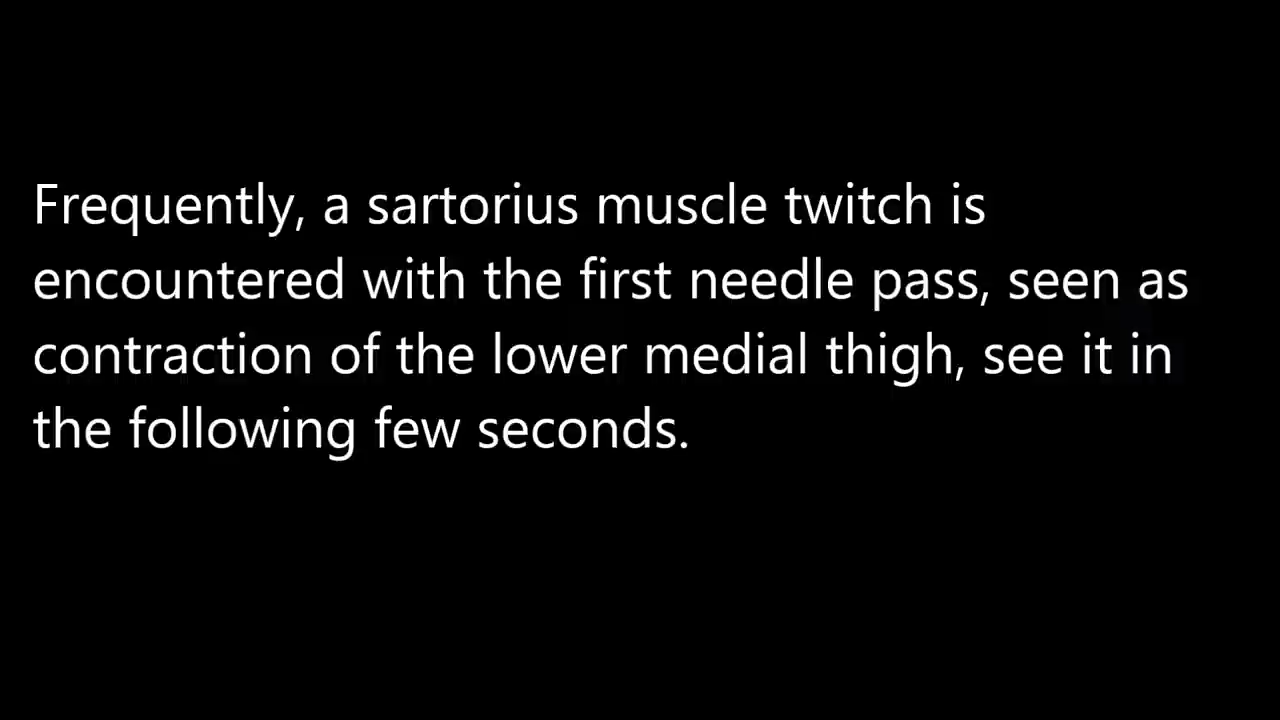 Frequently, a sartorius muscle twitch is
encountered with the first needle pass, seen as
contraction of the lower medial thigh, see it in
the following few seconds.